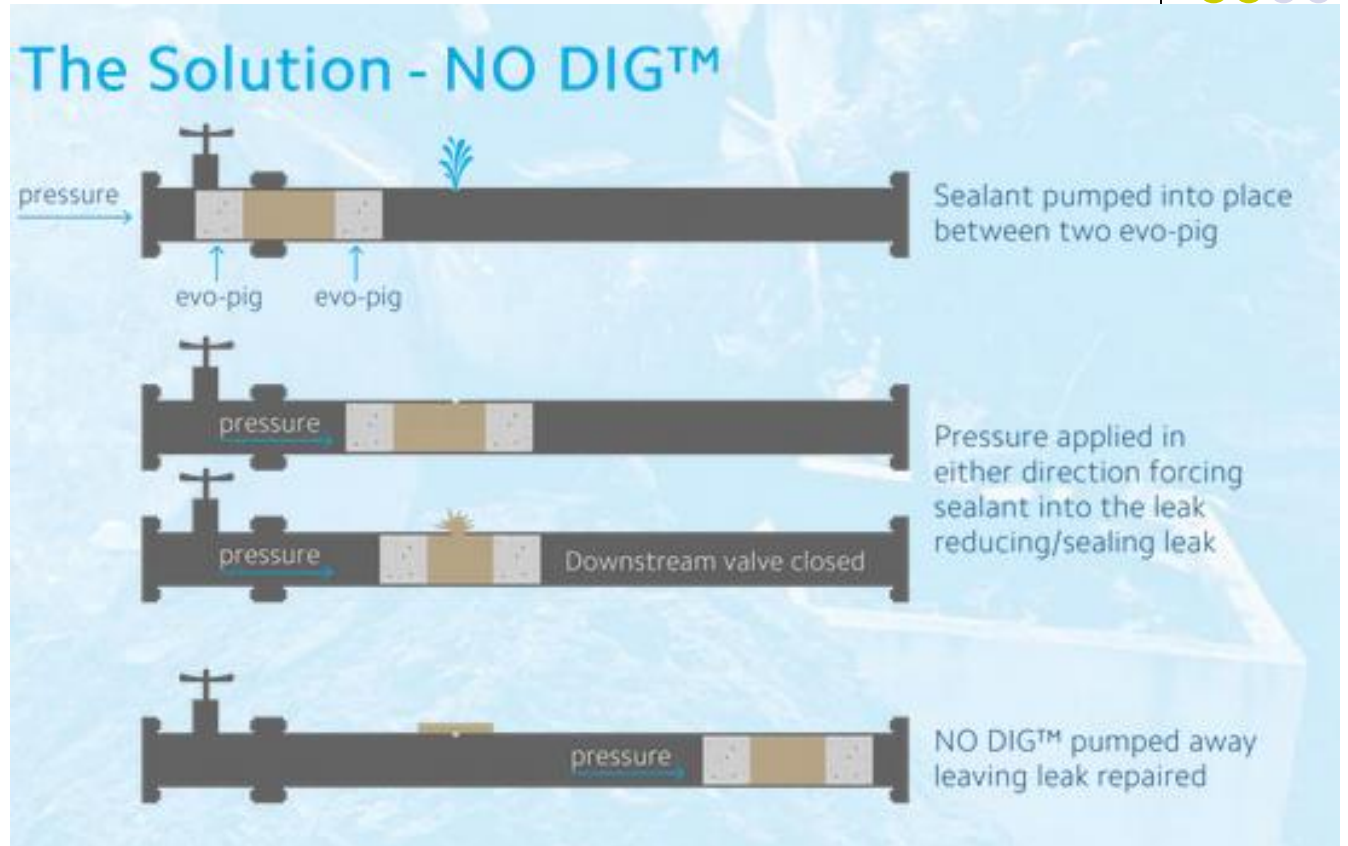 The Solution - NO DIG™
pressure
Sealant pumped into place
between two evo-pig
evo-pig
evo-pig
pressure
Pressure applied in
either direction forcing
sealant into the leak
reducing/sealing leak
pressure
Downstream valve closed
pressure
NO DIG™ pumped away
leaving leak repaired